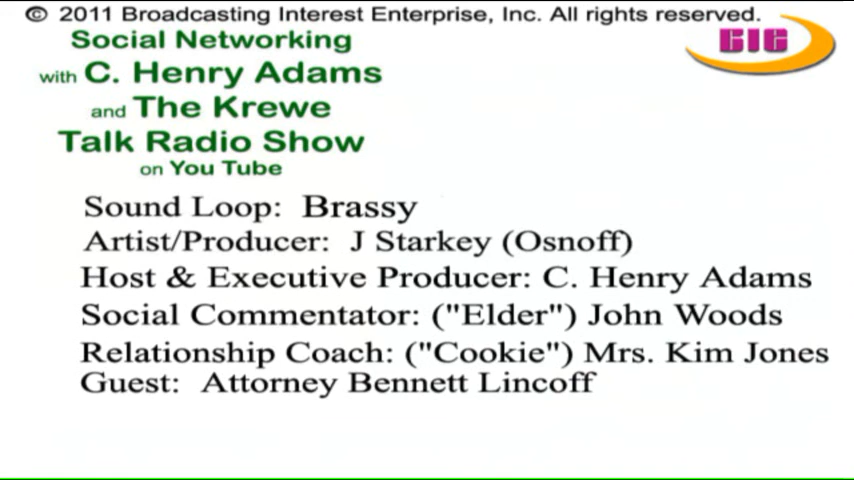 © 2011 Broadcasting Interest Enterprise, Inc. All rights reserved.
Social Networking
with C. Henry Adams
and The Krewe
Talk Radio Show
on You Tube
Sound Loop: Brassy
Artist/Producer: J Starkey (Osnoff)
Host & Executive Producer: C. Henry Adams
Social Commentator: ("Elder") John Woods
Relationship Coach: ("Cookie") Mrs. Kim Jones
Guest: Attorney Bennett Lincoff